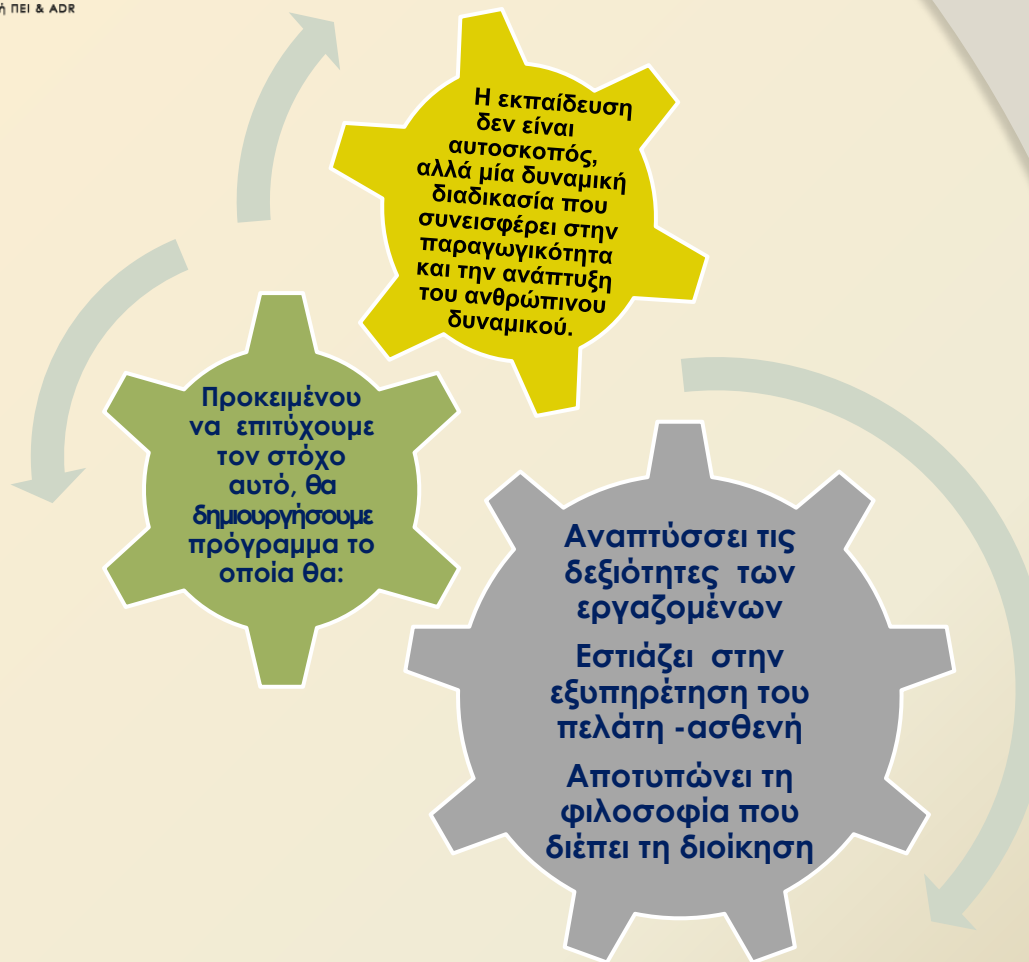 ή ΠΕΙ & ADR
Η εκπαίδευση
δεν είναι
αυτοσκοπός,
αλλά μία δυναμική
διαδικασία που
συνεισφέρει στην
παραγωγικότητα
και την ανάπτυξη
του ανθρώπινου
δυναμικού.
Προκειμένου
να επιτύχουμε
τον στόχο
αυτό, θα
δημιουργήσουμε
πρόγραμμα το
οποία θα:
Αναπτύσσει τις
δεξιότητες των
εργαζομένων
Εστιάζει στην
εξυπηρέτηση του
πελάτη -ασθενή
Αποτυπώνει τη
φιλοσοφία που
διέπει τη διοίκηση